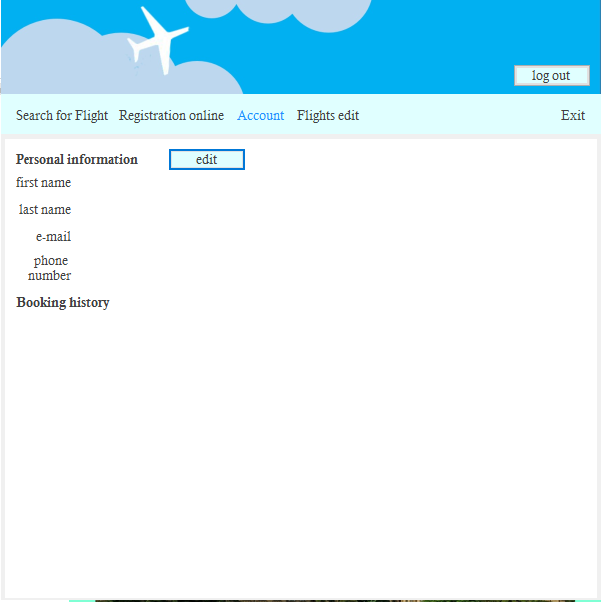 log out
Search for Flight Registration online Account Flights edit Exit
Personal information edit
first name
last name
e-mail
phone
number
Booking history